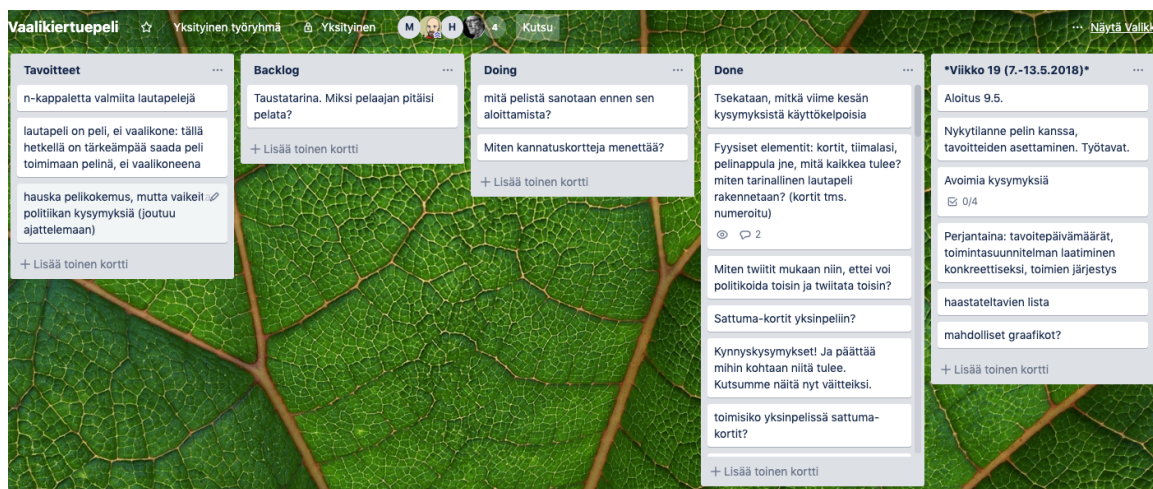 Vaalikiertuepeli
Yksityinen työryhmä
Yksityinen
M
H
4
Kutsu
Näytä Valikk
Tavoitteet
n-kappaletta valmiita lautapelejä
lautapeli on peli, ei vaalikone: tällä
hetkellä on tärkeämpää saada peli
toimimaan pelinä, ei vaalikoneena
hauska pelikokemus, mutta vaikeit
politiikan kysymyksiä (joutuu
ajattelemaan)
+ Lisää toinen kortti
Backlog
Taustatarina. Miksi pelaajan pitäisi
pelata?
+ Lisää toinen kortti
Doing
mitä pelistä sanotaan ennen sen
aloittamista?
Miten kannatuskortteja menettää?
+ Lisää toinen kortti
Done
Tsekataan, mitkä viime kesän
kysymyksistä käyttökelpoisia
Fyysiset elementit: kortit, tiimalasi,
pelinappula jne, mitä kaikkea tulee?
miten tarinallinen lautapeli
rakennetaan? (kortit tms.
numeroitu)
2
Miten twiitit mukaan niin, ettei voi
politikoida toisin ja twiitata toisin?
Sattuma-kortit yksinpeliin?
Kynnyskysymykset! Ja päättää
mihin kohtaan niitä tulee.
Kutsumme näitä nyt väitteiksi.
toimisiko yksinpelissä sattuma-
kortit?
+ Lisää toinen kortti
*Viikko 19 (7.-13.5.2018)*
Aloitus 9.5.
Nykytilanne pelin kanssa,
tavoitteiden asettaminen. Työtavat.
Avoimia kysymyksiä
0/4
Perjantaina: tavoitepäivämäärät,
toimintasuunnitelman laatiminen
konkreettiseksi, toimien järjestys
haastateltavien lista
mahdolliset graafikot?
+ Lisää toinen kortti